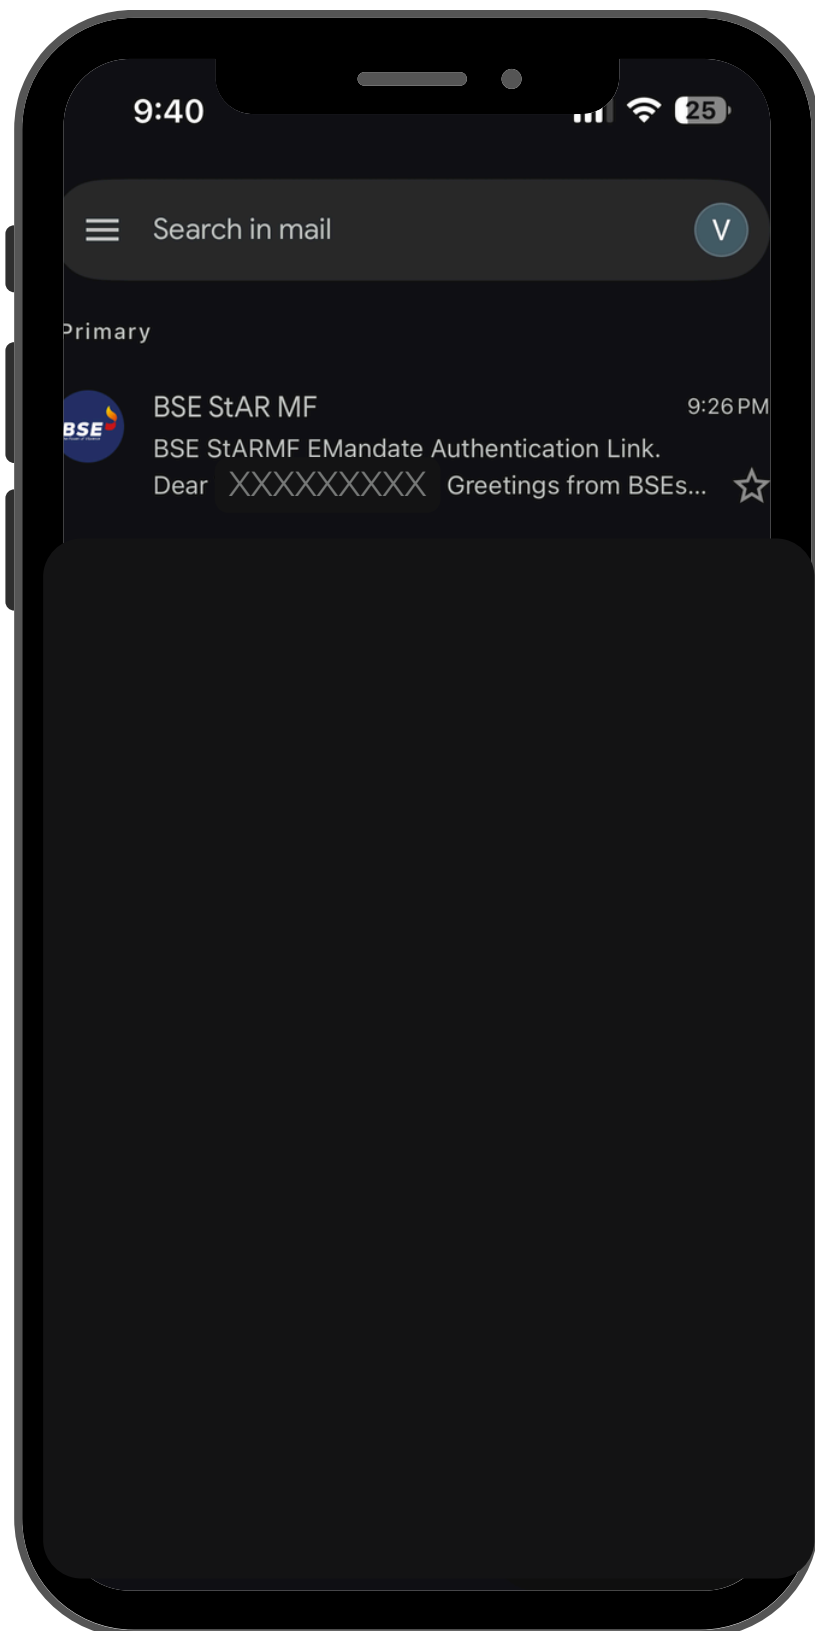 9:40
25
Search in mail
V
Primary
BSE
BSE StAR MF
9:26 PM
BSE StARMF EMandate Authentication Link.
Dear XXXXXXXXX Greetings from BSEs...